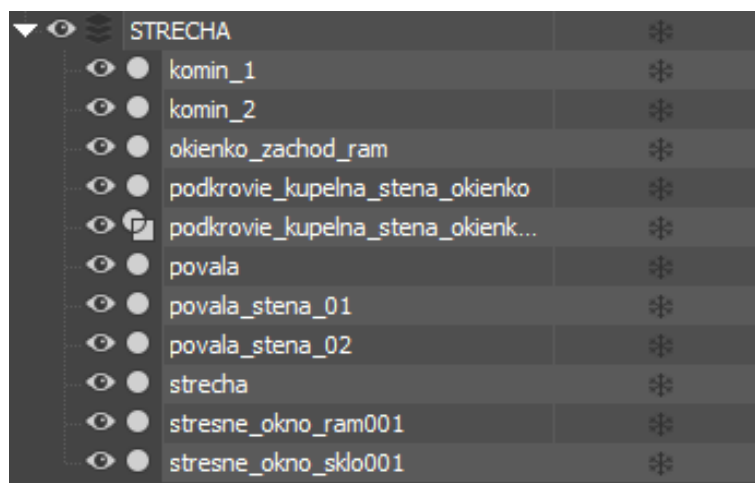 STRECHA
komin_1
komin_2
okienko_zachod_ram
podkrovie_kupelna_stena_okienko
podkrovie_kupelna_stena_okienk...
povala
povala_stena_01
povala_stena_02
strecha
stresne_okno_ram001
stresne_okno_sklo001